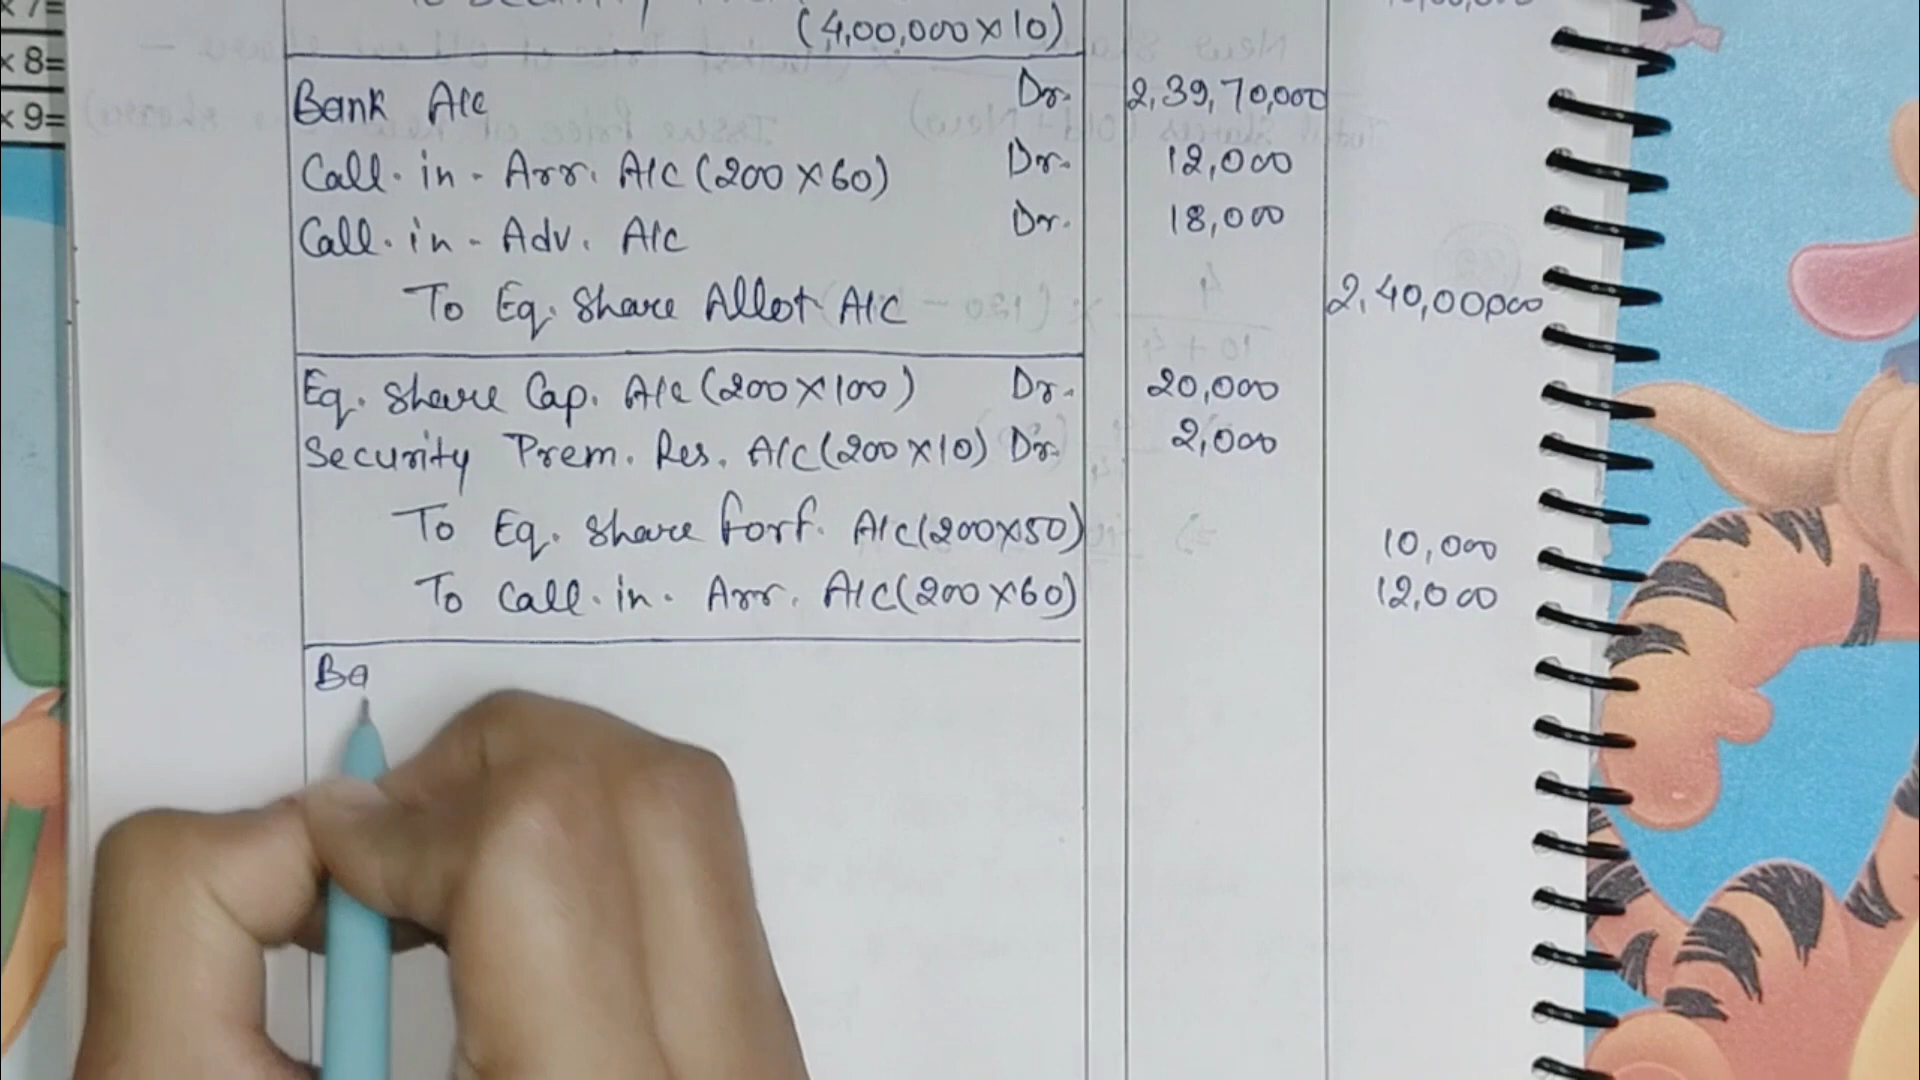 × 8=
× 9=
(4,00,000×10)
Bank A/c Dr. 2,39,70,000
Call-in-Arr. A/c (200×60) Dr. 12,000
Call-in-Adv. A/c Dr. 18,000
To Eq. Share Allot A/c 2,40,00,000
Eq. Share Cap. A/c (200×100) Dr. 20,000
Security Prem. Res. A/c (200×10) Dr. 2,000
To Eq. Share Forf. A/c (200×50) 10,000
To Call-in-Arr. A/c (200×60) 12,000
Ba